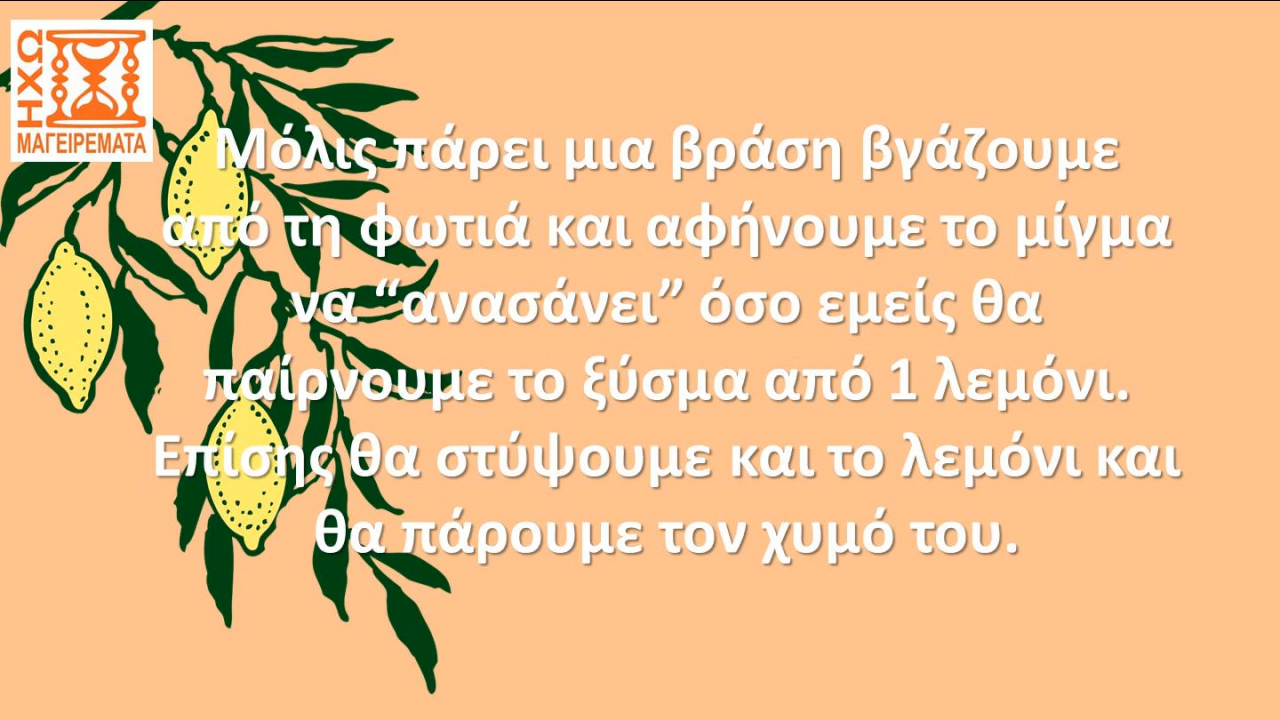 ΗΧΩ
ΜΑΓΕΙΡΕΜΑΤΑ
Μόλις πάρει μια βράση βγάζουμε
από τη φωτιά και αφήνουμε το μίγμα
να “ανασάνει” όσο εμείς θα
παίρνουμε το ξύσμα από 1 λεμόνι.
Επίσης θα στύψουμε και το λεμόνι και
θα πάρουμε τον χυμό του.